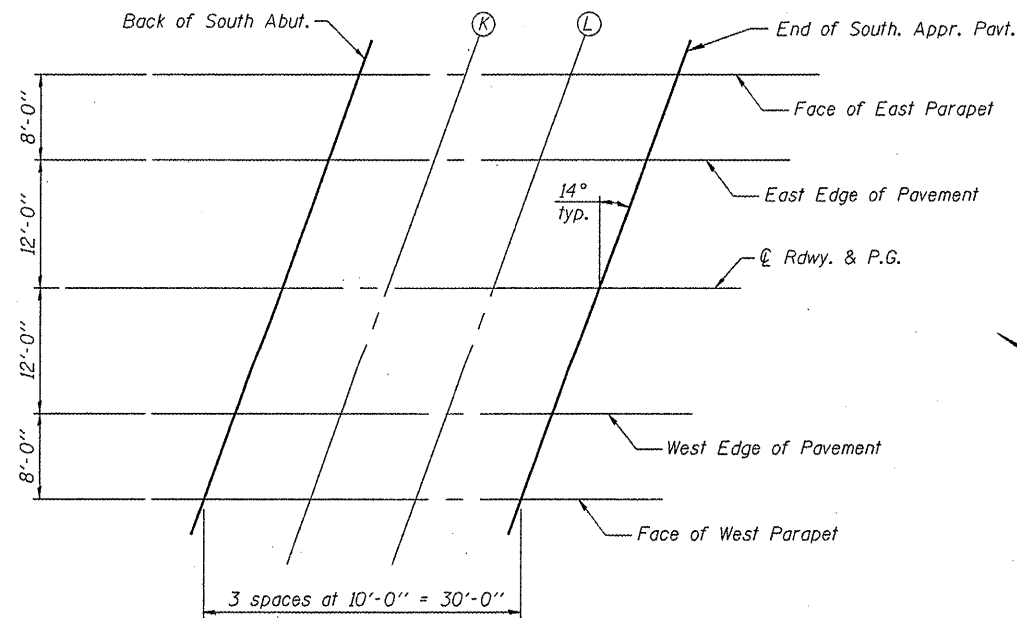 Back of South Abut.
K
L
End of South. Appr. Pavt.
8'-0"
Face of East Parapet
12'-0"
East Edge of Pavement
14°
typ.
℄ Rdwy. & P.G.
12'-0"
West Edge of Pavement
8'-0"
Face of West Parapet
3 spaces at 10'-0" = 30'-0"